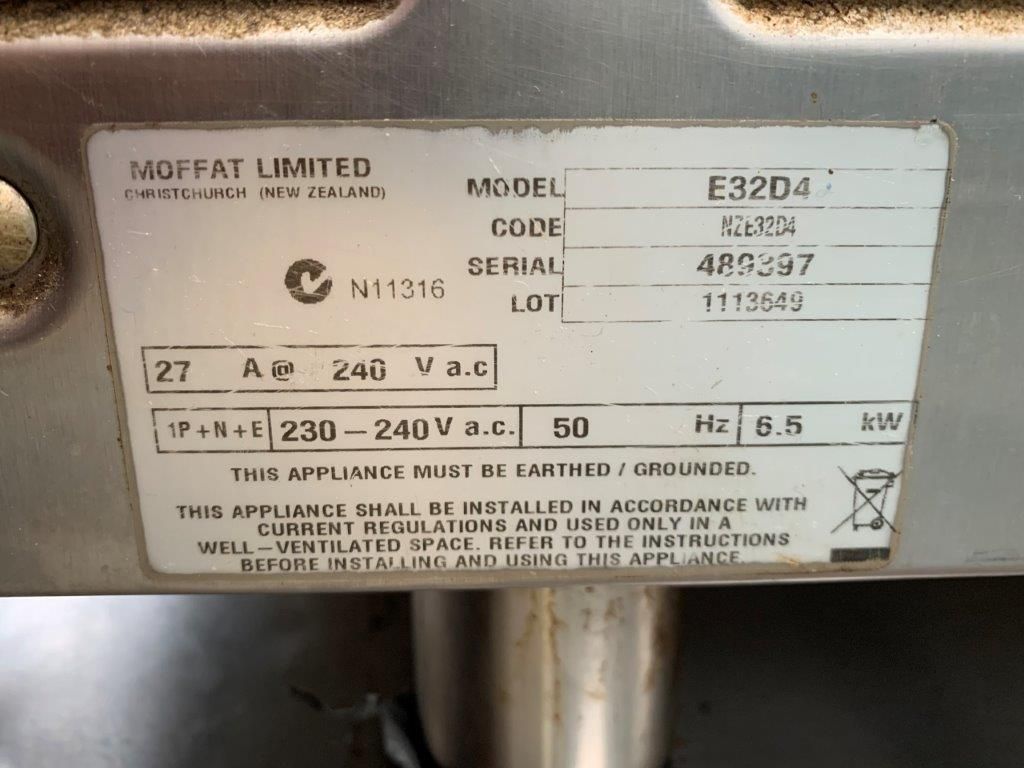 MOFFAT LIMITED
CHRISTCHURCH (NEW ZEALAND)
MODEL E32D4
CODE NZE32D4
SERIAL 489397
LOT 1113649
N11316
27 A @ 240 V a.c
1P+N+E 230-240V a.c. 50 Hz 6.5 kW
THIS APPLIANCE MUST BE EARTHED / GROUNDED.
THIS APPLIANCE SHALL BE INSTALLED IN ACCORDANCE WITH
CURRENT REGULATIONS AND USED ONLY IN A
WELL-VENTILATED SPACE. REFER TO THE INSTRUCTIONS
BEFORE INSTALLING AND USING THIS APPLIANCE.